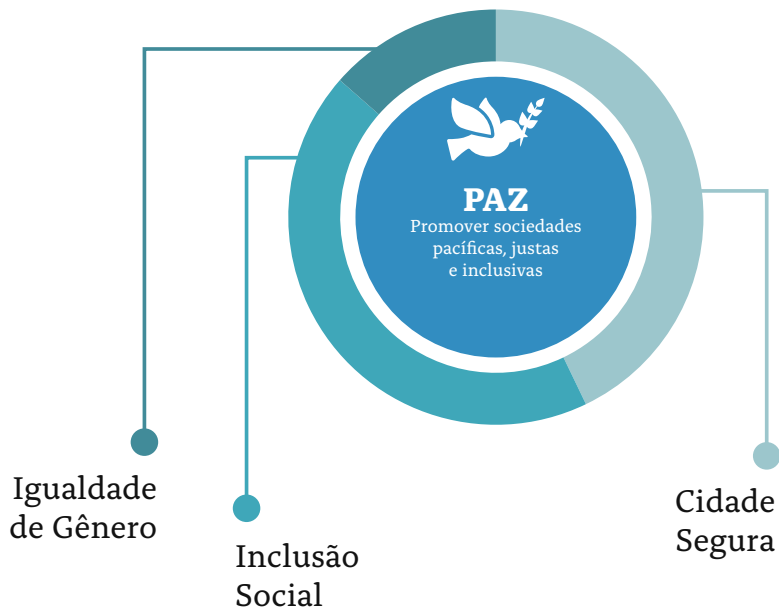 PAZ
Promover sociedades
pacíficas, justas
e inclusivas
Igualdade
de Gênero
Inclusão
Social
Cidade
Segura